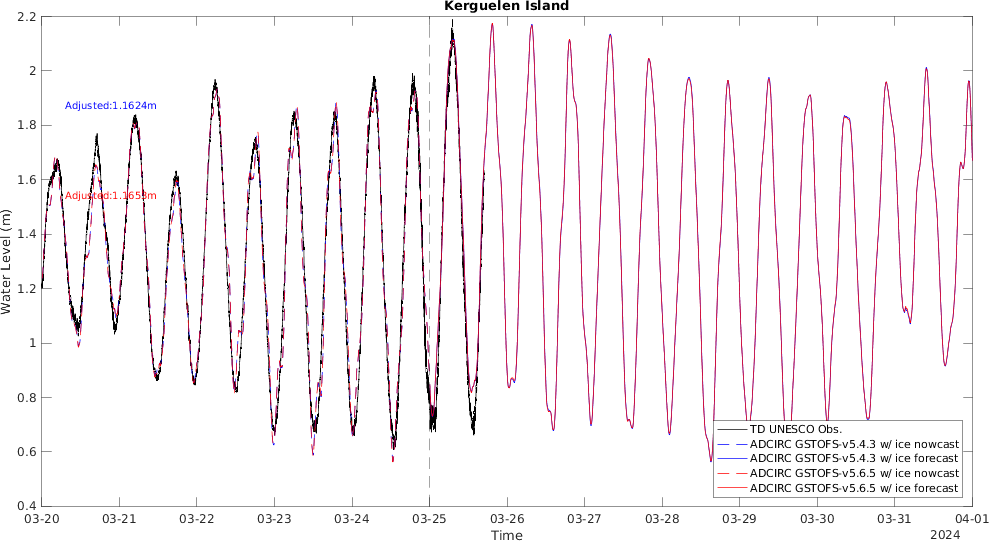 Kerguelen Island
2.2
2
1.8
1.6
1.4
1.2
1
0.8
0.6
0.4
Water Level (m)
Adjusted:1.1624m
Adjusted:1.1653m
TD UNESCO Obs.
ADCIRC GSTOFS-v5.4.3 w/ ice nowcast
ADCIRC GSTOFS-v5.4.3 w/ ice forecast
ADCIRC GSTOFS-v5.6.5 w/ ice nowcast
ADCIRC GSTOFS-v5.6.5 w/ ice forecast
03-20 03-21 03-22 03-23 03-24 03-25 03-26 03-27 03-28 03-29 03-30 03-31 04-01
Time
2024